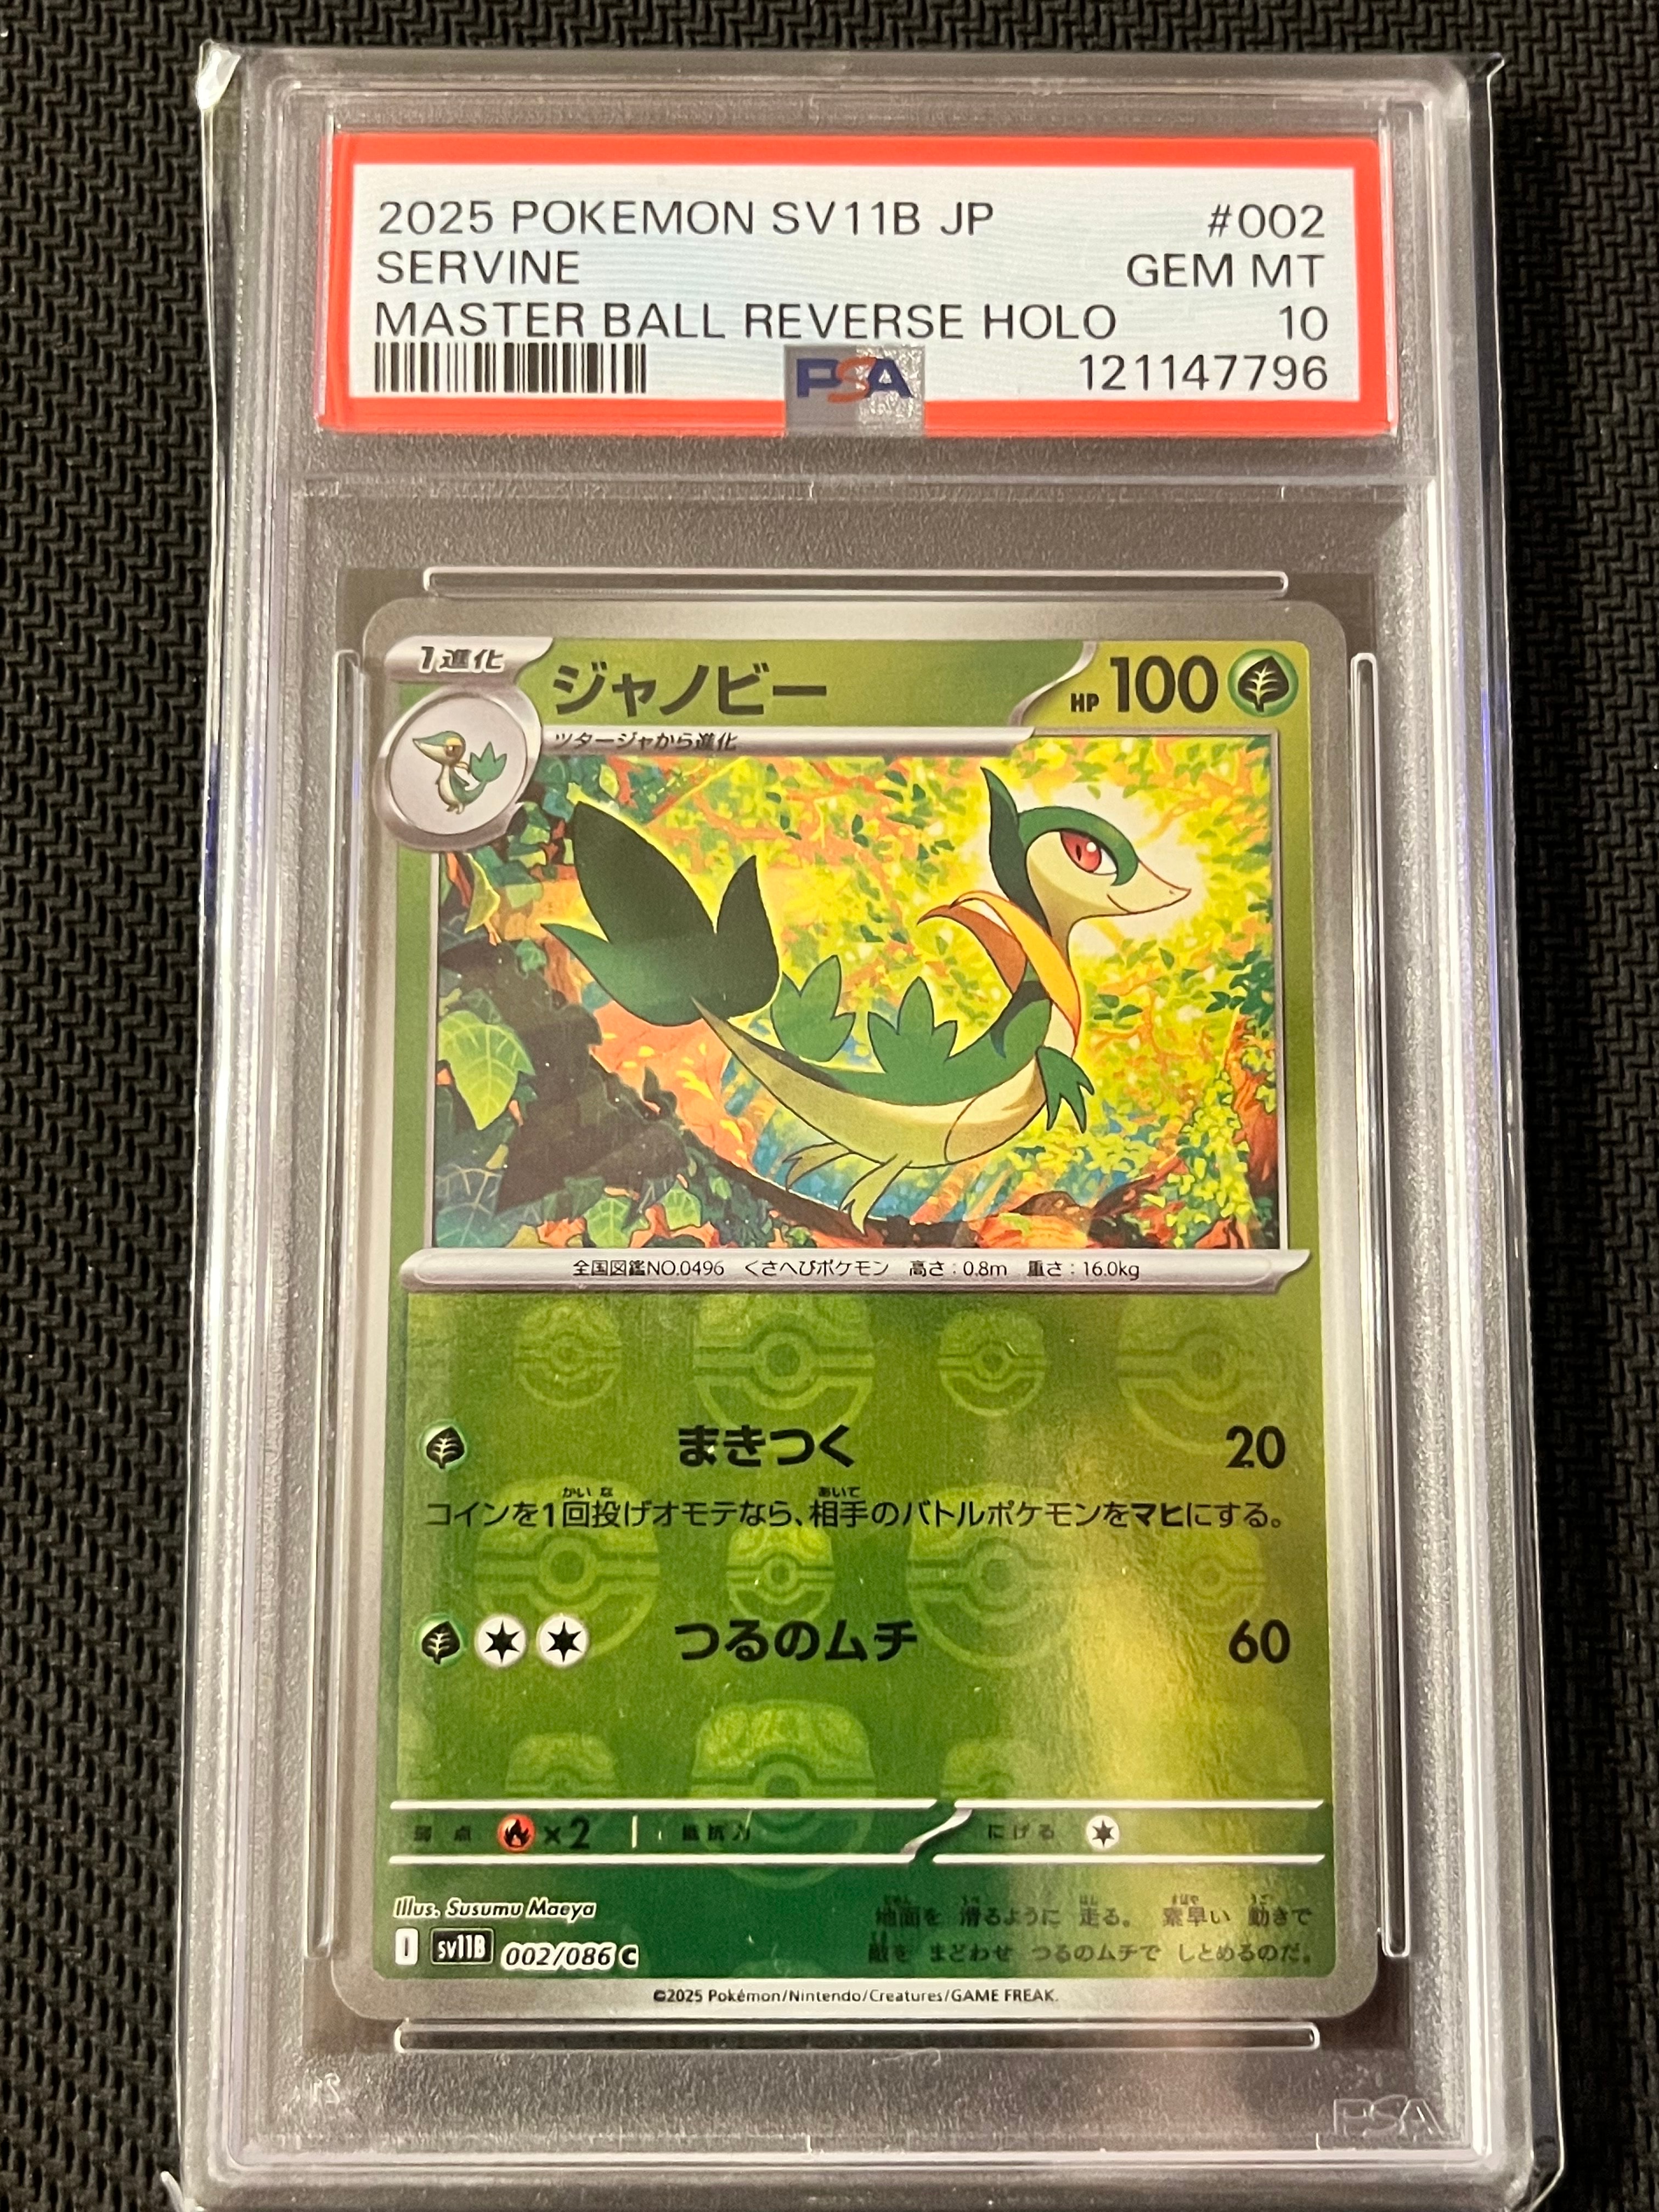 2025 POKEMON SV11B JP #002
SERVINE GEM MT
MASTER BALL REVERSE HOLO 10
PSA 121147796
1進化
ジャノビー HP 100
ツタージャから進化
全国図鑑NO.0496 くさへびポケモン 高さ:0.8m 重さ:16.0kg
まきつく 20
コインを1回投げオモテなら、相手のバトルポケモンをマヒにする。
つるのムチ 60
弱点 ×2 抵抗力 にげる
Illus. Susumu Maeya
地面を 滑るように 走る。 素早い 動きで
敵を まどわせ つるのムチで しとめるのだ。
I sv11B 002/086 C
©2025 Pokémon/Nintendo/Creatures/GAME FREAK.
PSA